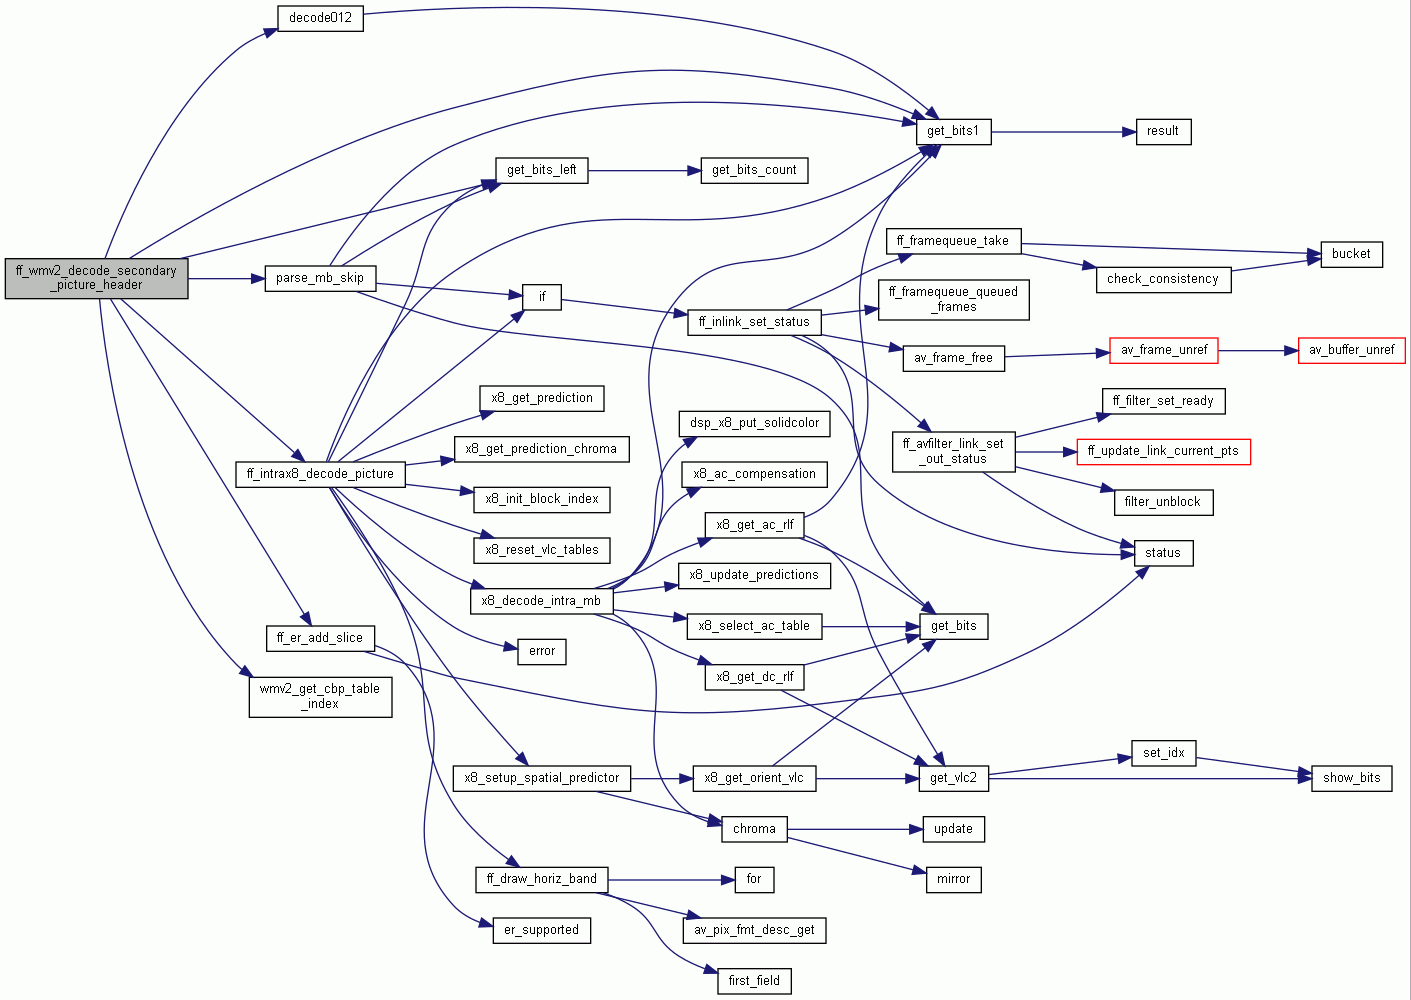 decode012
get_bits1
result
get_bits_left
get_bits_count
ff_framequeue_take
bucket
ff_wmv2_decode_secondary
_picture_header
parse_mb_skip
check_consistency
if
ff_framequeue_queued
_frames
ff_inlink_set_status
av_frame_free
av_frame_unref
av_buffer_unref
x8_get_prediction
ff_filter_set_ready
dsp_x8_put_solidcolor
x8_get_prediction_chroma
ff_avfilter_link_set
_out_status
ff_update_link_current_pts
ff_intrax8_decode_picture
x8_ac_compensation
x8_init_block_index
filter_unblock
x8_get_ac_rlf
x8_reset_vlc_tables
status
x8_update_predictions
x8_decode_intra_mb
x8_select_ac_table
get_bits
ff_er_add_slice
error
x8_get_dc_rlf
wmv2_get_cbp_table
_index
set_idx
x8_setup_spatial_predictor
x8_get_orient_vlc
get_vlc2
show_bits
chroma
update
ff_draw_horiz_band
for
mirror
er_supported
av_pix_fmt_desc_get
first_field